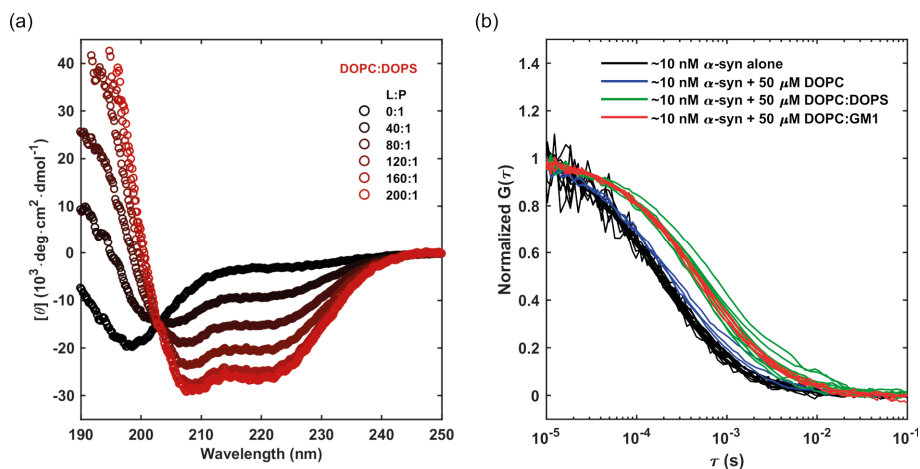 (a)
40
30
20
10
0
-10
-20
-30
[θ] (10³·deg·cm²·dmol⁻¹)
190 200 210 220 230 240 250
Wavelength (nm)
DOPC:DOPS
L:P
0:1
40:1
80:1
120:1
160:1
200:1
(b)
1.4
1.2
1
0.8
0.6
0.4
0.2
0
Normalized G(τ)
10⁻⁵ 10⁻⁴ 10⁻³ 10⁻² 10⁻¹
τ (s)
~10 nM α-syn alone
~10 nM α-syn + 50 μM DOPC
~10 nM α-syn + 50 μM DOPC:DOPS
~10 nM α-syn + 50 μM DOPC:GM1